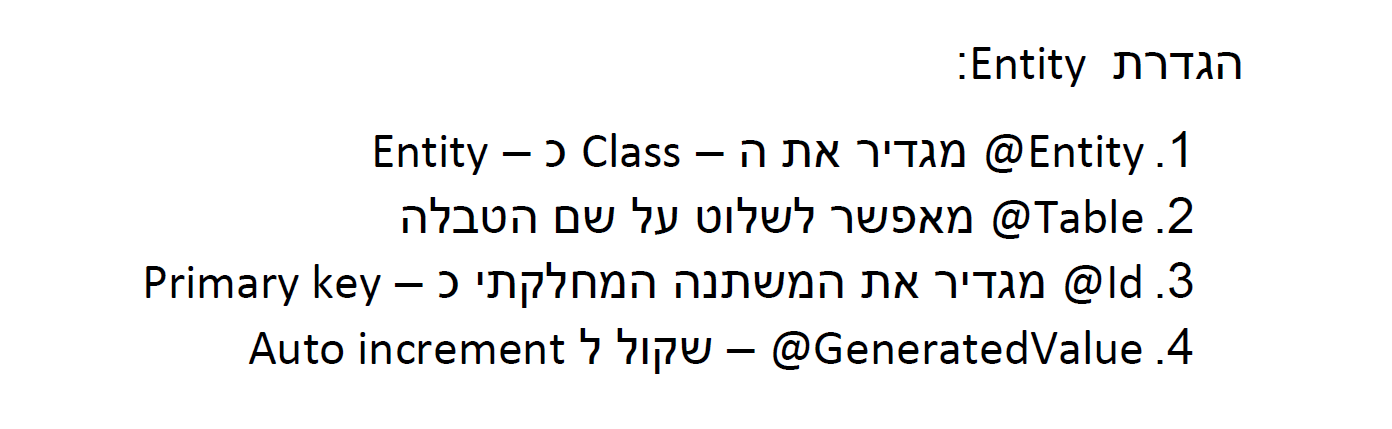 הגדרת Entity:
1. @Entity מגדיר את ה – Class כ – Entity
2. @Table מאפשר לשלוט על שם הטבלה
3. @Id מגדיר את המשתנה המחלקתי כ – Primary key
4. @GeneratedValue – שקול ל Auto increment